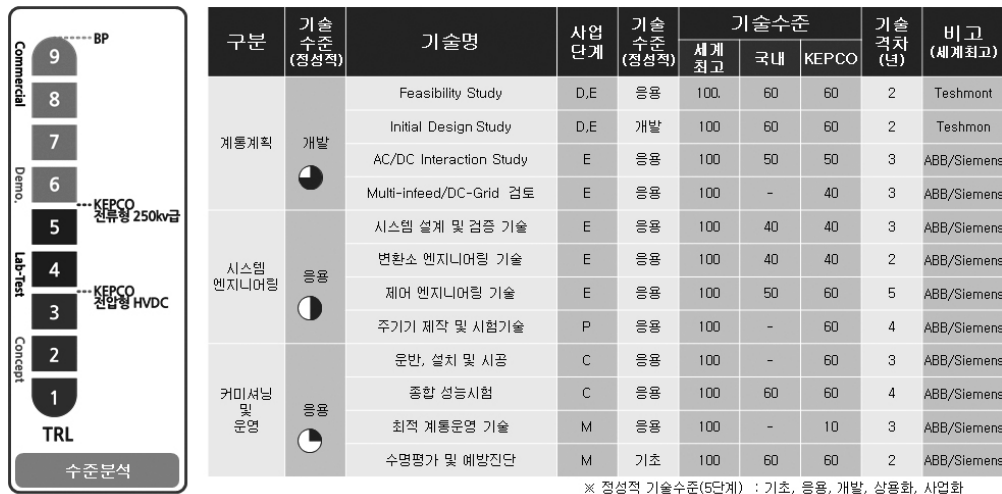 BP
9
8
7
6
5
4
3
2
1
Commercial
Demo.
Lab-Test
Concept
KEPCO
전류형 250kv급
KEPCO
전압형 HVDC
TRL
수준분석
구분 기술수준(정성적) 기술명 사업단계 기술수준(정성적) 기술수준 기술격차(년) 비고(세계최고)
세계최고 국내 KEPCO
계통계획 개발
Feasibility Study D,E 응용 100. 60 60 2 Teshmont
Initial Design Study D,E 개발 100 60 60 2 Teshmon
AC/DC Interaction Study E 응용 100 50 50 3 ABB/Siemens
Multi-infeed/DC-Grid 검토 E 응용 100 - 40 3 ABB/Siemens
시스템 엔지니어링 응용
시스템 설계 및 검증 기술 E 응용 100 40 40 3 ABB/Siemens
변환소 엔지니어링 기술 E 응용 100 40 40 2 ABB/Siemens
제어 엔지니어링 기술 E 응용 100 50 60 5 ABB/Siemens
주기기 제작 및 시험기술 P 응용 100 - 60 4 ABB/Siemens
커미셔닝 및 운영 응용
운반, 설치 및 시공 C 응용 100 - 60 3 ABB/Siemens
종합 성능시험 C 응용 100 60 60 4 ABB/Siemens
최적 계통운영 기술 M 응용 100 - 10 3 ABB/Siemens
수명평가 및 예방진단 M 기초 100 60 60 2 ABB/Siemens
※ 정성적 기술수준(5단계) : 기초, 응용, 개발, 상용화, 사업화